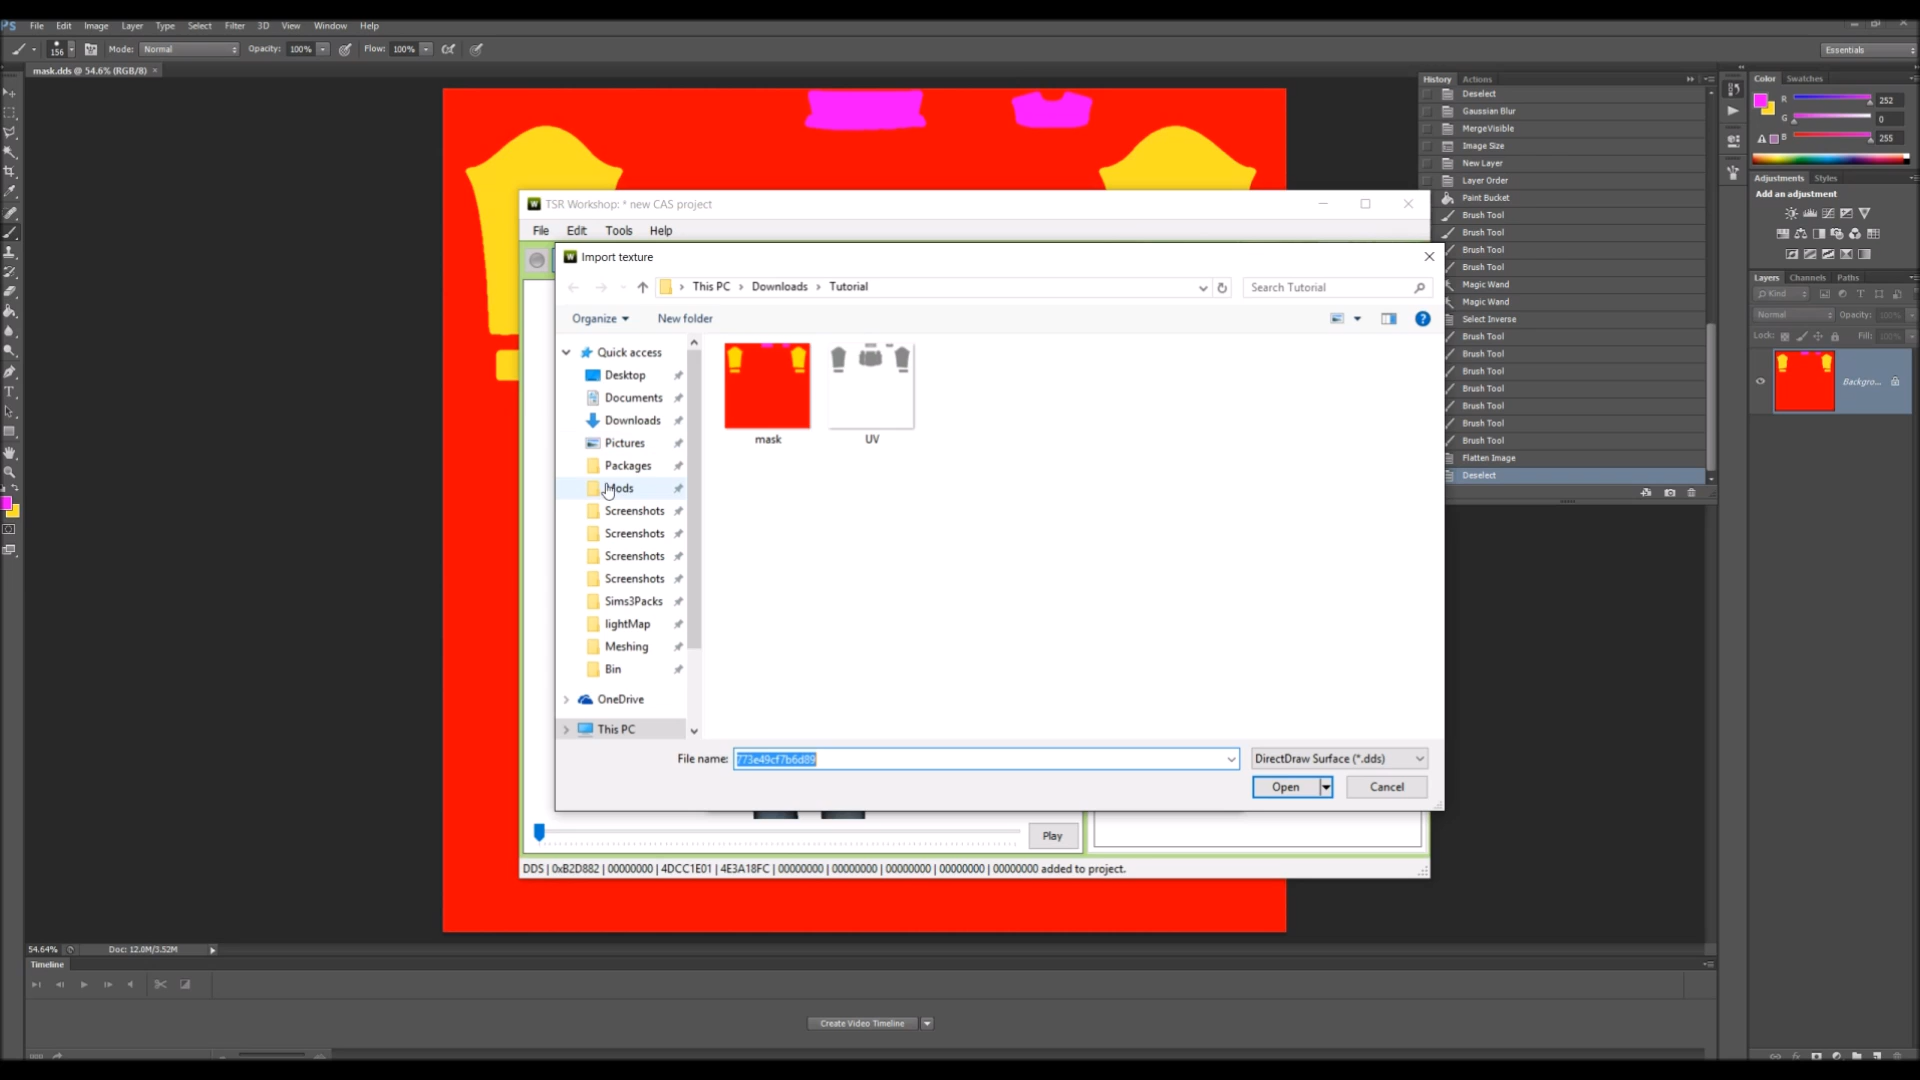 PS File Edit Image Layer Type Select Filter 3D View Window Help
156 Mode: Normal Opacity: 100% Flow: 100% Essentials
mask.dds @ 54.6% (RGB/8) ×
History Actions
Deselect
Gaussian Blur
MergeVisible
Image Size
New Layer
Layer Order
Paint Bucket
Brush Tool
Brush Tool
Brush Tool
Brush Tool
Magic Wand
Magic Wand
Select Inverse
Brush Tool
Brush Tool
Brush Tool
Brush Tool
Brush Tool
Brush Tool
Brush Tool
Flatten Image
Deselect
Color Swatches
R 252
G 0
B 255
Adjustments Styles
Add an adjustment
Layers Channels Paths
Kind
Normal Opacity: 100%
Lock: Fill: 100%
Backgro...
TSR Workshop: * new CAS project
File Edit Tools Help
Import texture
This PC › Downloads › Tutorial
Search Tutorial
Organize New folder
Quick access
Desktop
Documents
Downloads
Pictures
Packages
Mods
Screenshots
Screenshots
Screenshots
Screenshots
Sims3Packs
lightMap
Meshing
Bin
OneDrive
This PC
mask UV
File name: 773e49cf7b6d89 DirectDraw Surface (*.dds)
Open Cancel
Play
DDS | 0xB2D882 | 00000000 | 4DCC1E01 | 4E3A18FC | 00000000 | 00000000 | 00000000 | 00000000 | 00000000 added to project.
54.64% Doc: 12.0M/3.52M
Timeline
Create Video Timeline